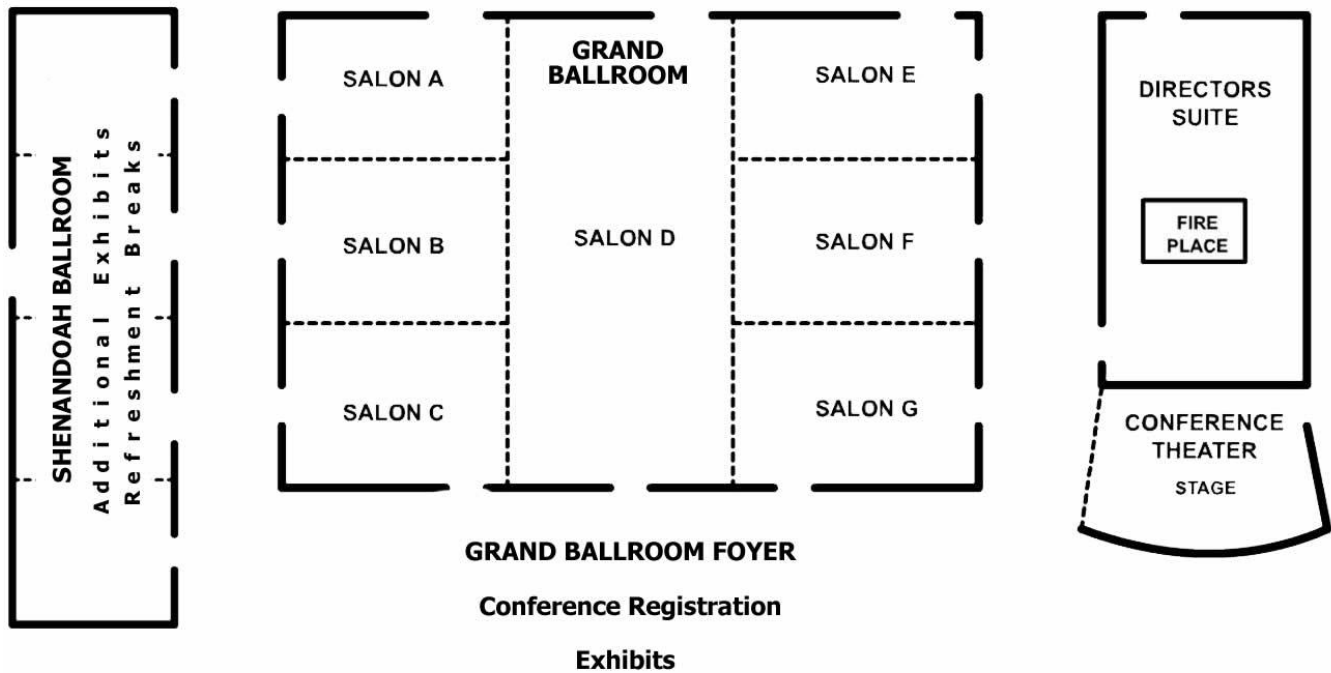 SHENANDOAH BALLROOM
Additional Exhibits
Refreshment Breaks
GRAND
BALLROOM
SALON A
SALON B
SALON C
SALON D
SALON E
SALON F
SALON G
DIRECTORS
SUITE
FIRE
PLACE
CONFERENCE
THEATER
STAGE
GRAND BALLROOM FOYER
Conference Registration
Exhibits